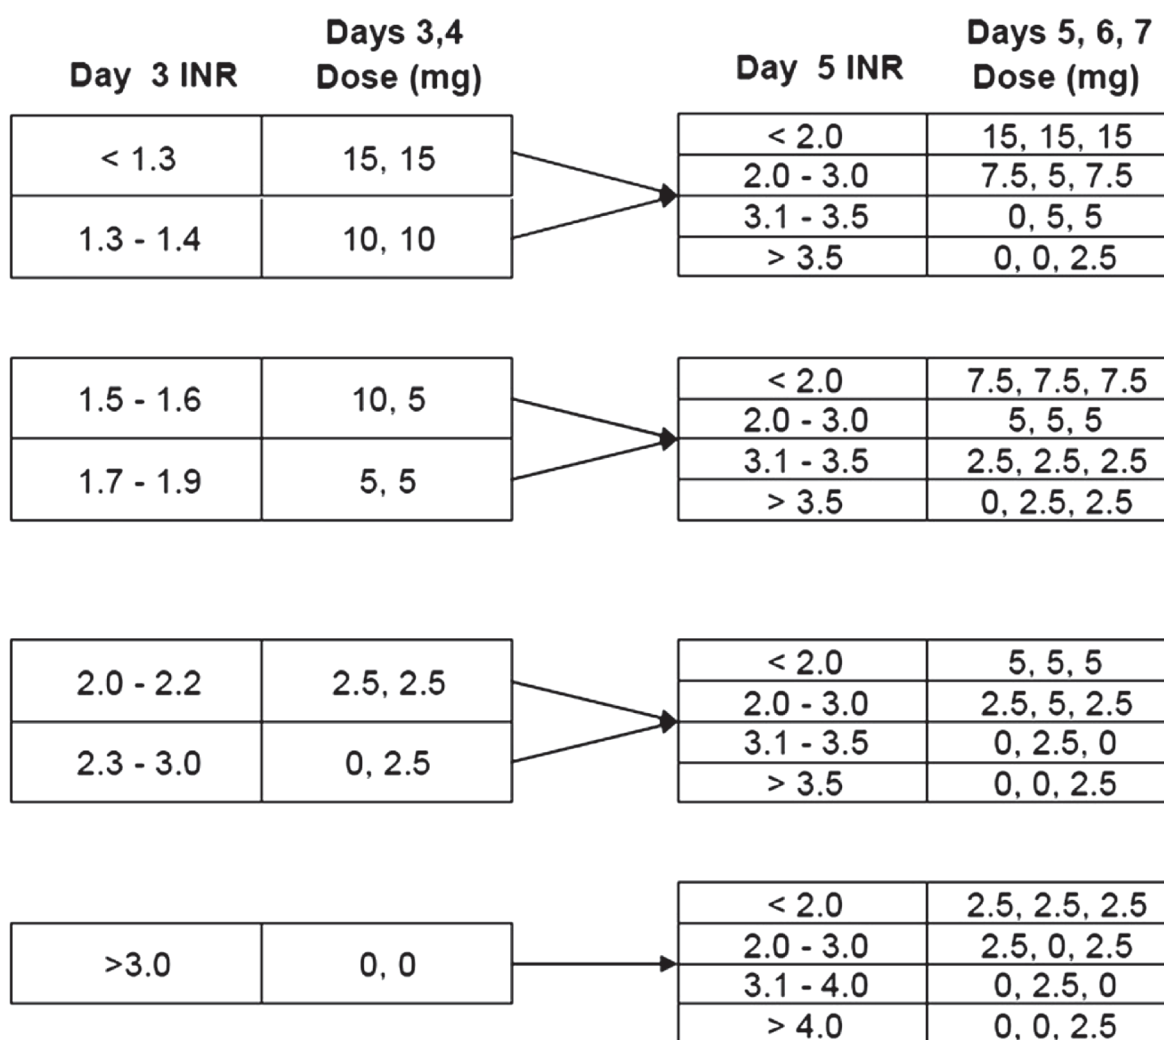 Day 3 INR Days 3,4 Dose (mg) Day 5 INR Days 5, 6, 7 Dose (mg)
< 1.3 15, 15
1.3 - 1.4 10, 10
< 2.0 15, 15, 15
2.0 - 3.0 7.5, 5, 7.5
3.1 - 3.5 0, 5, 5
> 3.5 0, 0, 2.5
1.5 - 1.6 10, 5
1.7 - 1.9 5, 5
< 2.0 7.5, 7.5, 7.5
2.0 - 3.0 5, 5, 5
3.1 - 3.5 2.5, 2.5, 2.5
> 3.5 0, 2.5, 2.5
2.0 - 2.2 2.5, 2.5
2.3 - 3.0 0, 2.5
< 2.0 5, 5, 5
2.0 - 3.0 2.5, 5, 2.5
3.1 - 3.5 0, 2.5, 0
> 3.5 0, 0, 2.5
>3.0 0, 0
< 2.0 2.5, 2.5, 2.5
2.0 - 3.0 2.5, 0, 2.5
3.1 - 4.0 0, 2.5, 0
> 4.0 0, 0, 2.5